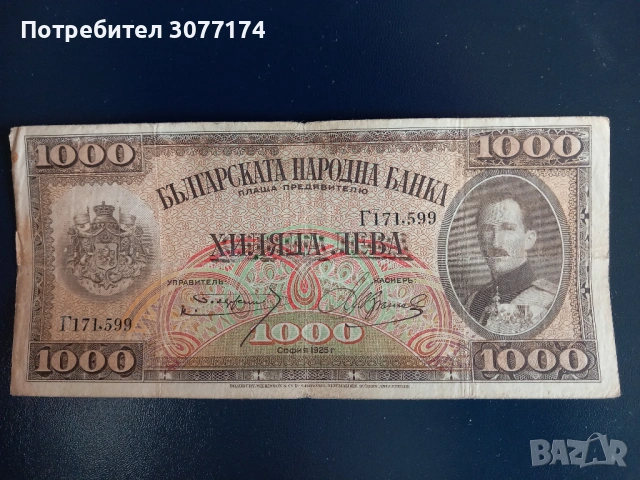 Потребител 3077174
1000 1000
БЪЛГАРСКАТА НАРОДНА БАНКА
ПЛАЩА ПРЕДЯВИТЕЛЮ
Г171.599
ХИЛЯДА ЛЕВА
УПРАВИТЕЛЬ КАСИЕРЬ
Г171.599
1000
СОФИЯ 1925 Г
1000 1000
BAZAR